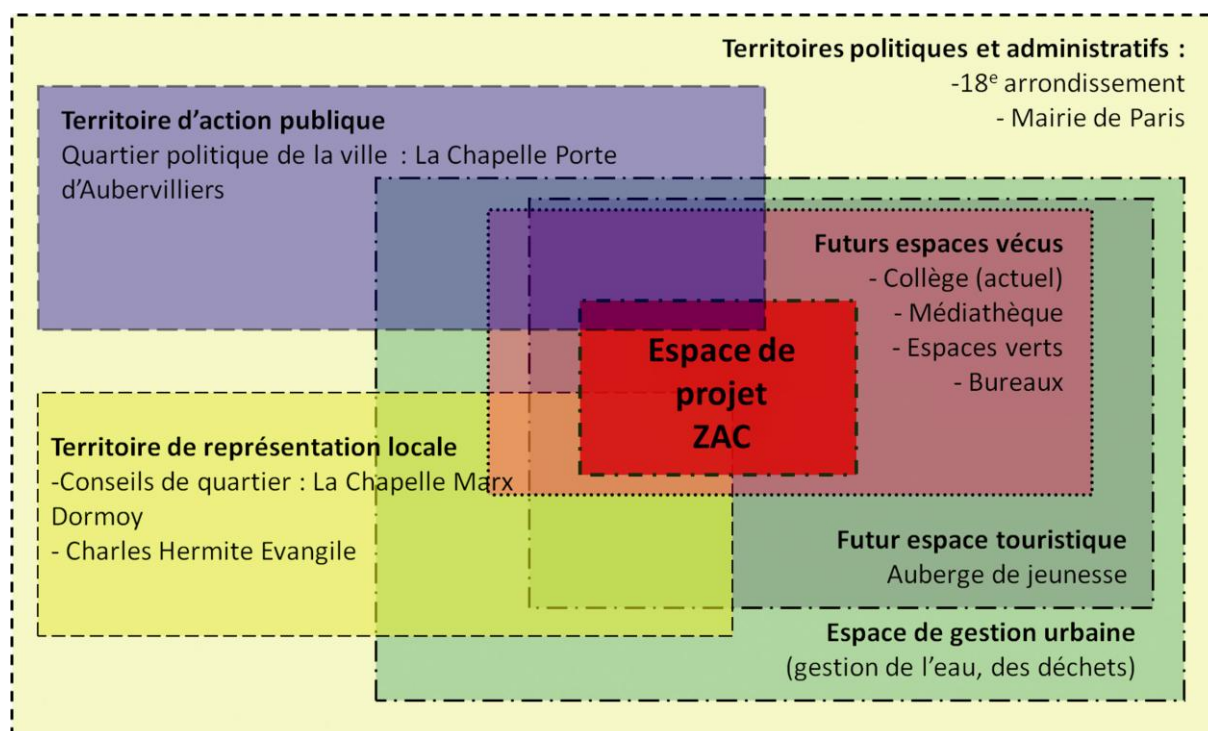 Territoires politiques et administratifs :
-18e arrondissement
- Mairie de Paris
Territoire d’action publique
Quartier politique de la ville : La Chapelle Porte
d’Aubervilliers
Futurs espaces vécus
- Collège (actuel)
- Médiathèque
- Espaces verts
- Bureaux
Espace de
projet
ZAC
Territoire de représentation locale
-Conseils de quartier : La Chapelle Marx
Dormoy
- Charles Hermite Evangile
Futur espace touristique
Auberge de jeunesse
Espace de gestion urbaine
(gestion de l’eau, des déchets)